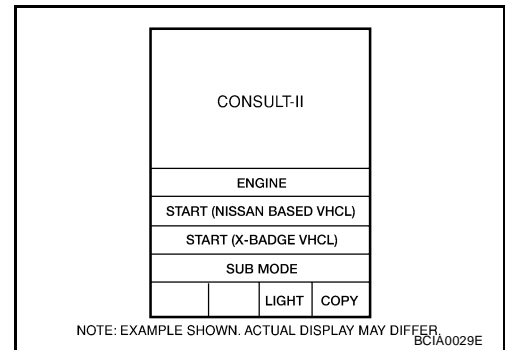 CONSULT-II
ENGINE
START (NISSAN BASED VHCL)
START (X-BADGE VHCL)
SUB MODE
LIGHT COPY
NOTE: EXAMPLE SHOWN. ACTUAL DISPLAY MAY DIFFER.
BCIA0029E